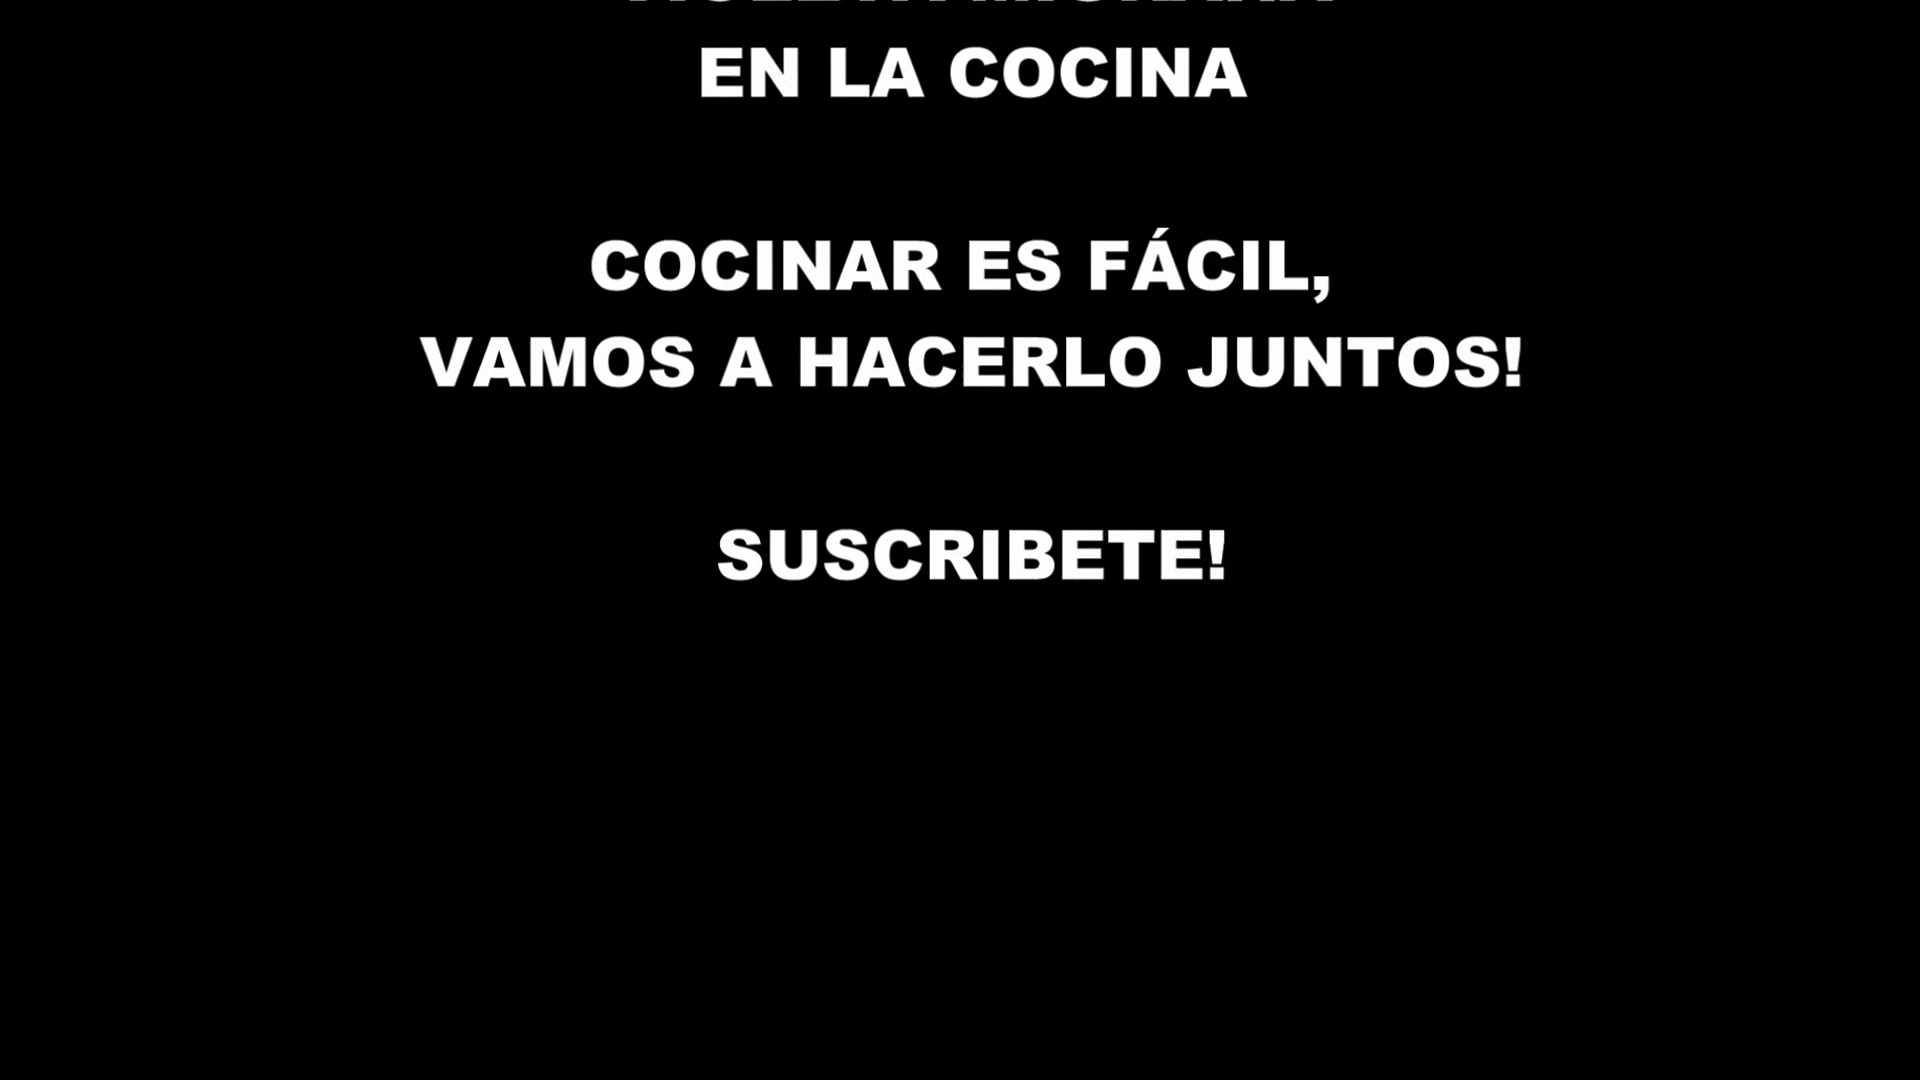 EN LA COCINA
COCINAR ES FÁCIL,
VAMOS A HACERLO JUNTOS!
SUSCRIBETE!